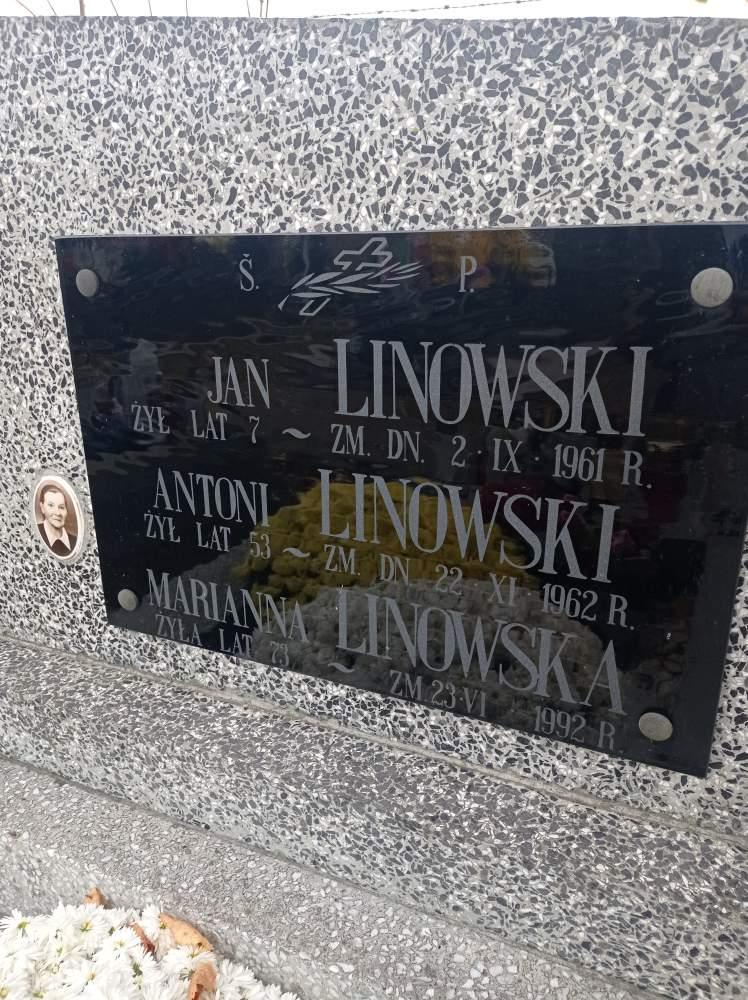 Ś. P.
JAN LINOWSKI
ŻYŁ LAT 7 ~ ZM. DN. 2·IX·1961 R.
ANTONI LINOWSKI
ŻYŁ LAT 53 ~ ZM. DN. 22·XI·1962 R.
MARIANNA LINOWSKA
ŻYŁA LAT 73 ~ ZM 23·VI 1992 R